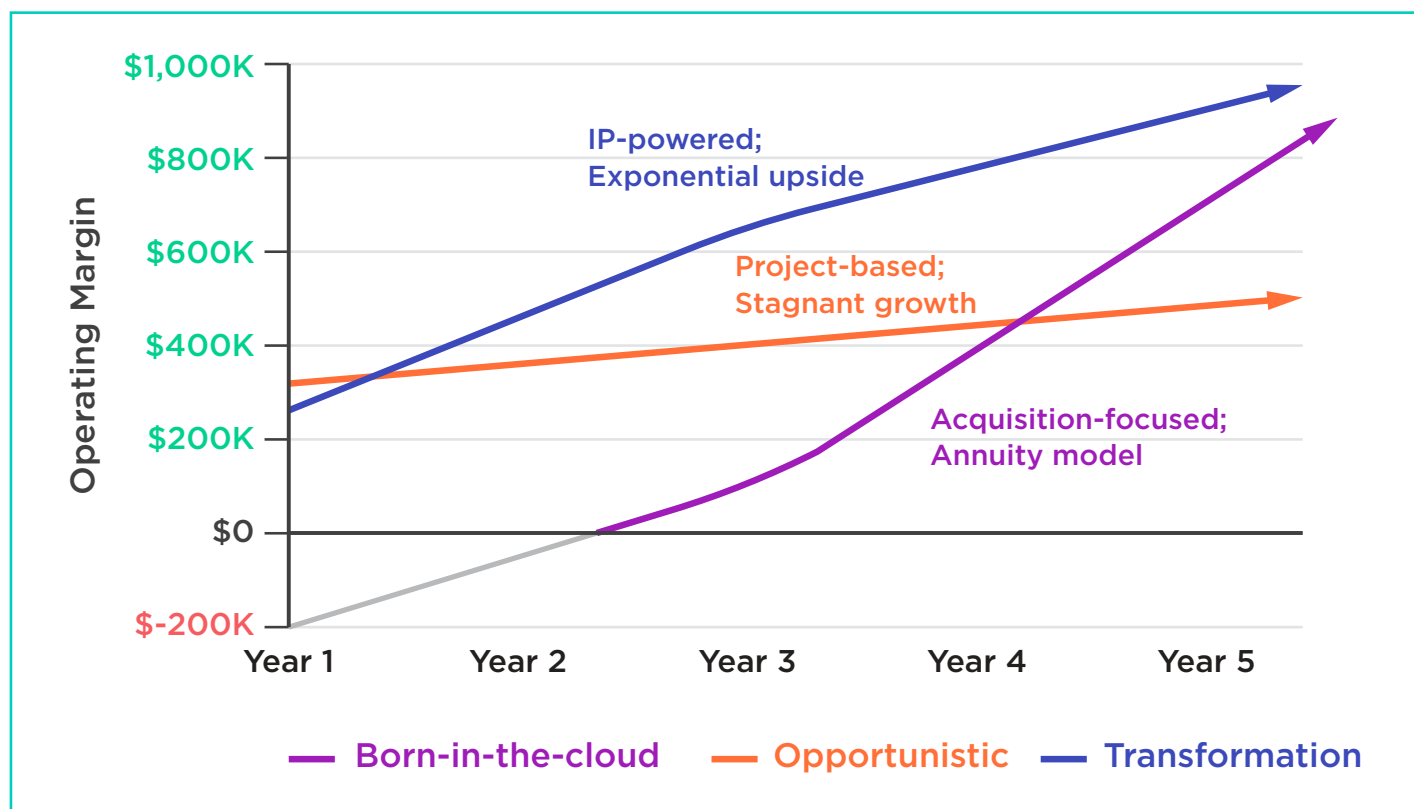 $1,000K
$800K
$600K
$400K
$200K
$0
$-200K
Operating Margin
IP-powered;
Exponential upside
Project-based;
Stagnant growth
Acquisition-focused;
Annuity model
Year 1
Year 2
Year 3
Year 4
Year 5
Born-in-the-cloud
Opportunistic
Transformation